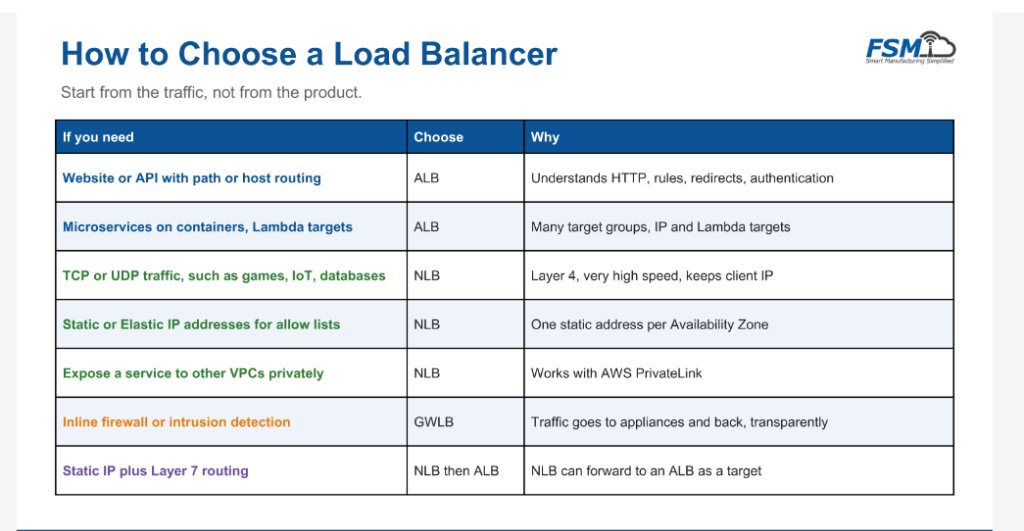 How to Choose a Load Balancer
FSM
Smart Manufacturing Simplified
Start from the traffic, not from the product.
If you need Choose Why
Website or API with path or host routing ALB Understands HTTP, rules, redirects, authentication
Microservices on containers, Lambda targets ALB Many target groups, IP and Lambda targets
TCP or UDP traffic, such as games, IoT, databases NLB Layer 4, very high speed, keeps client IP
Static or Elastic IP addresses for allow lists NLB One static address per Availability Zone
Expose a service to other VPCs privately NLB Works with AWS PrivateLink
Inline firewall or intrusion detection GWLB Traffic goes to appliances and back, transparently
Static IP plus Layer 7 routing NLB then ALB NLB can forward to an ALB as a target